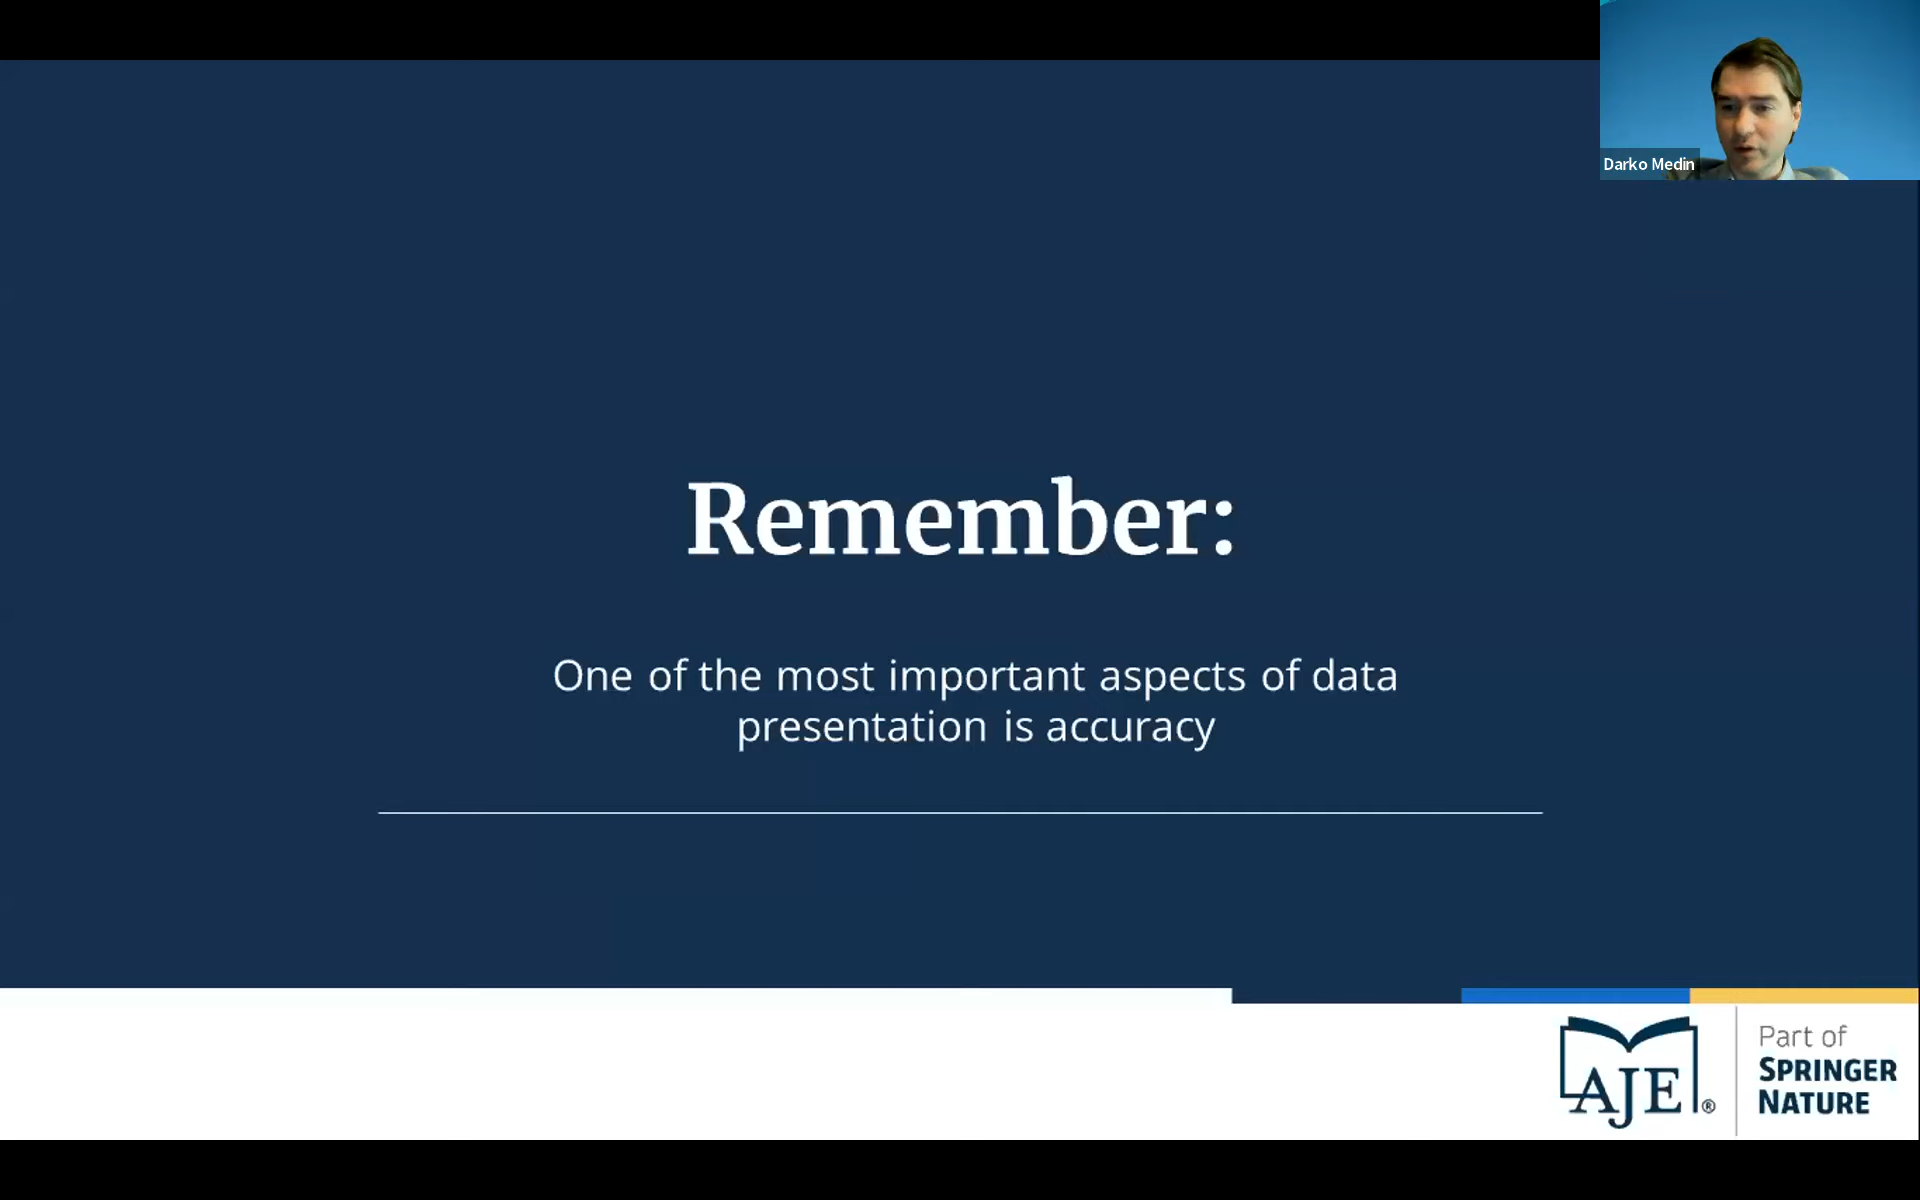 Darko Medin
Remember:
One of the most important aspects of data
presentation is accuracy
AJE®
Part of
SPRINGER
NATURE